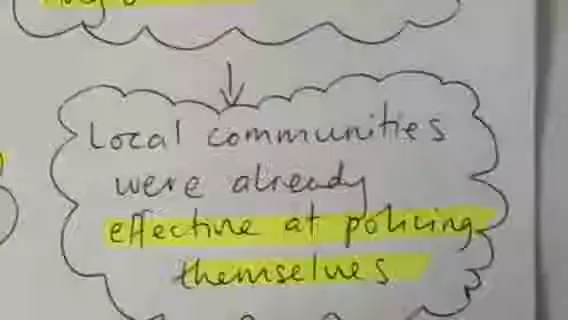 Local communities
were already
effective at policing
themselves